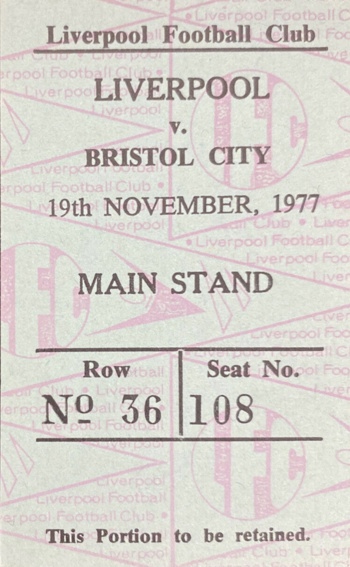 Liverpool Football Club
LIVERPOOL
v.
BRISTOL CITY
19th NOVEMBER, 1977
MAIN STAND
Row Seat No.
Nº 36 108
This Portion to be retained.